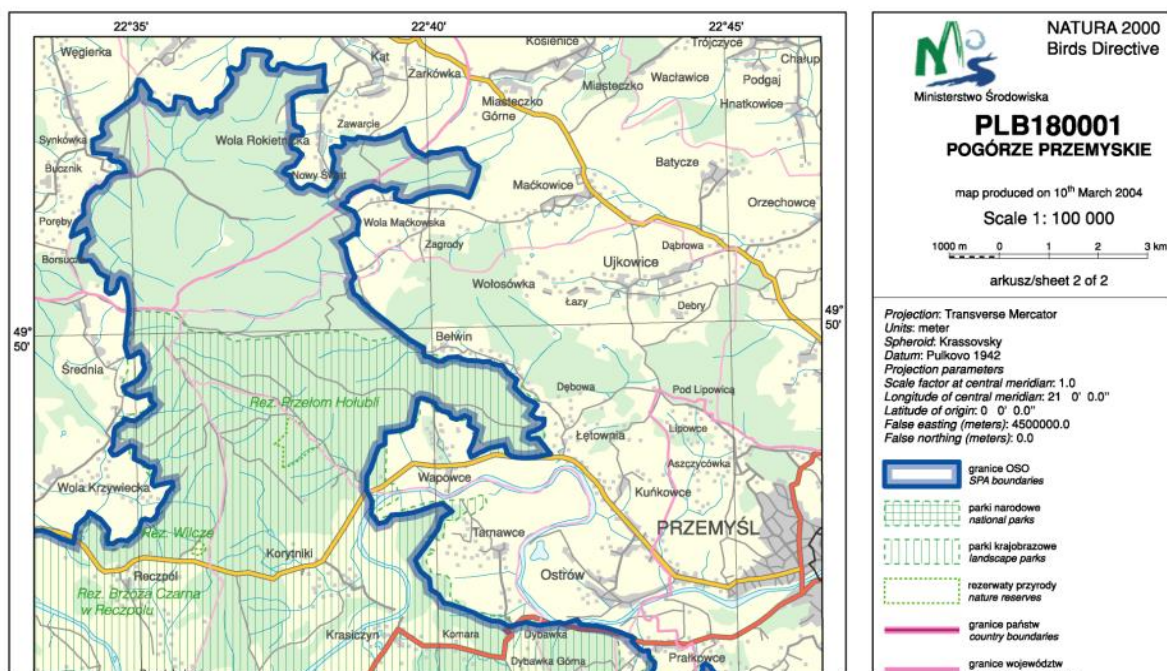 22°35'
22°40'
22°45'
Węgierka
Kąt
Żarkówka
Kosienice
Trójczyce
Chałup
Miasteczko
Wacławice
Podgaj
Miasteczko
Górne
Hnatkowice
Zawarcie
Synkówka
Wola Rokietnicka
Bucznik
Nowy Świat
Batycze
Maćkowice
Orzechowce
Poręby
Wola Maćkowska
Zagrody
Dąbrowa
Ujkowice
Wołosówka
Łazy
Debry
49°
50'
49°
50'
Bełwin
Średnia
Dębowa
Pod Lipowicą
Rez. Przełom Hołubli
Łętownia
Lipowce
Aszczycówka
Wapowce
Kuńkowce
Wola Krzywiecka
Rez. Wilcze
Tarnawce
PRZEMYŚL
Korytniki
Reczpól
Ostrów
Rez. Brzoza Czarna
w Reczpolu
Krasiczyn
Komara
Dybawka
Prałkowce
Dybawka Górna
NATURA 2000
Birds Directive
Ministerstwo Środowiska
PLB180001
POGÓRZE PRZEMYSKIE
map produced on 10th March 2004
Scale 1: 100 000
1000 m 0 1 2 3 km
arkusz/sheet 2 of 2
Projection: Transverse Mercator
Units: meter
Spheroid: Krassovsky
Datum: Pulkovo 1942
Projection parameters
Scale factor at central meridian: 1.0
Longitude of central meridian: 21 0' 0.0"
Latitude of origin: 0 0' 0.0"
False easting (meters): 4500000.0
False northing (meters): 0.0
granice OSO
SPA boundaries
parki narodowe
national parks
parki krajobrazowe
landscape parks
rezerwaty przyrody
nature reserves
granice państw
country boundaries
granice województw